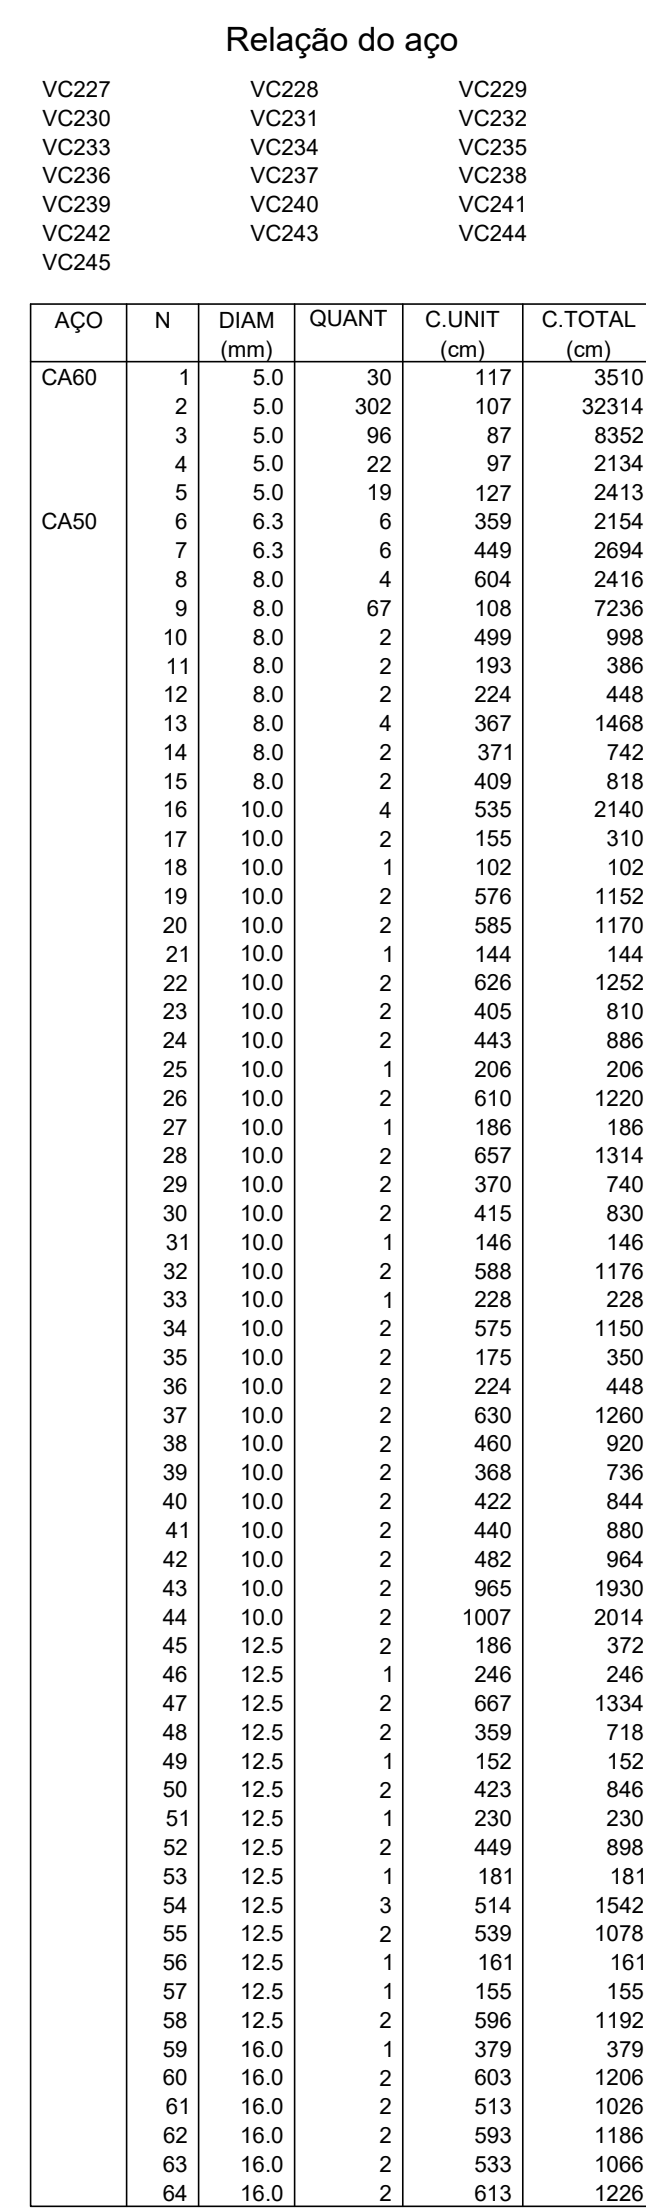 Relação do aço
VC227 VC228 VC229
VC230 VC231 VC232
VC233 VC234 VC235
VC236 VC237 VC238
VC239 VC240 VC241
VC242 VC243 VC244
VC245
AÇO N DIAM QUANT C.UNIT C.TOTAL
(mm) (cm) (cm)
CA60 1 5.0 30 117 3510
2 5.0 302 107 32314
3 5.0 96 87 8352
4 5.0 22 97 2134
5 5.0 19 127 2413
CA50 6 6.3 6 359 2154
7 6.3 6 449 2694
8 8.0 4 604 2416
9 8.0 67 108 7236
10 8.0 2 499 998
11 8.0 2 193 386
12 8.0 2 224 448
13 8.0 4 367 1468
14 8.0 2 371 742
15 8.0 2 409 818
16 10.0 4 535 2140
17 10.0 2 155 310
18 10.0 1 102 102
19 10.0 2 576 1152
20 10.0 2 585 1170
21 10.0 1 144 144
22 10.0 2 626 1252
23 10.0 2 405 810
24 10.0 2 443 886
25 10.0 1 206 206
26 10.0 2 610 1220
27 10.0 1 186 186
28 10.0 2 657 1314
29 10.0 2 370 740
30 10.0 2 415 830
31 10.0 1 146 146
32 10.0 2 588 1176
33 10.0 1 228 228
34 10.0 2 575 1150
35 10.0 2 175 350
36 10.0 2 224 448
37 10.0 2 630 1260
38 10.0 2 460 920
39 10.0 2 368 736
40 10.0 2 422 844
41 10.0 2 440 880
42 10.0 2 482 964
43 10.0 2 965 1930
44 10.0 2 1007 2014
45 12.5 2 186 372
46 12.5 1 246 246
47 12.5 2 667 1334
48 12.5 2 359 718
49 12.5 1 152 152
50 12.5 2 423 846
51 12.5 1 230 230
52 12.5 2 449 898
53 12.5 1 181 181
54 12.5 3 514 1542
55 12.5 2 539 1078
56 12.5 1 161 161
57 12.5 1 155 155
58 12.5 2 596 1192
59 16.0 1 379 379
60 16.0 2 603 1206
61 16.0 2 513 1026
62 16.0 2 593 1186
63 16.0 2 533 1066
64 16.0 2 613 1226